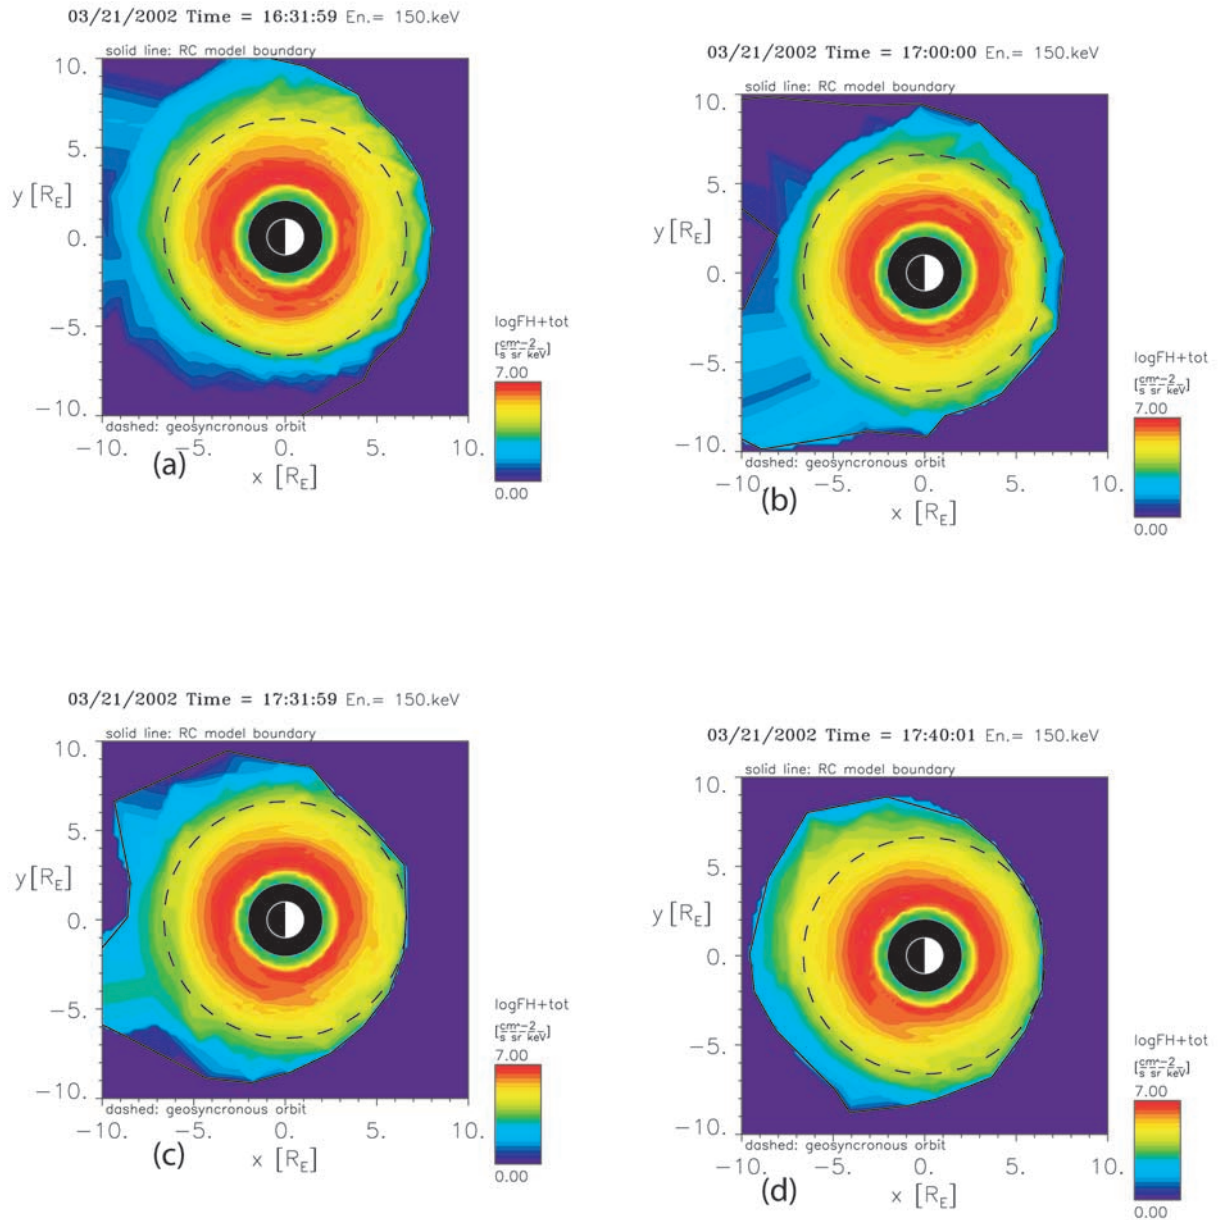 03/21/2002 Time = 16:31:59 En.= 150.keV
solid line: RC model boundary
10.
5.
y [R_E]
0.
−5.
−10.
dashed: geosyncronous orbit
−10. −5. 0. 5. 10.
x [R_E]
(a)
logFH+tot
[cm^-2 / s sr keV]
7.00
0.00
03/21/2002 Time = 17:00:00 En.= 150.keV
solid line: RC model boundary
10.
5.
y [R_E]
0.
−5.
−10.
dashed: geosyncronous orbit
−10. −5. 0. 5. 10.
x [R_E]
(b)
logFH+tot
[cm^-2 / s sr keV]
7.00
0.00
03/21/2002 Time = 17:31:59 En.= 150.keV
solid line: RC model boundary
10.
5.
y [R_E]
0.
−5.
−10.
dashed: geosyncronous orbit
−10. −5. 0. 5. 10.
x [R_E]
(c)
logFH+tot
[cm^-2 / s sr keV]
7.00
0.00
03/21/2002 Time = 17:40:01 En.= 150.keV
solid line: RC model boundary
10.
5.
y [R_E]
0.
−5.
−10.
dashed: geosyncronous orbit
−10. −5. 0. 5. 10.
x [R_E]
(d)
logFH+tot
[cm^-2 / s sr keV]
7.00
0.00